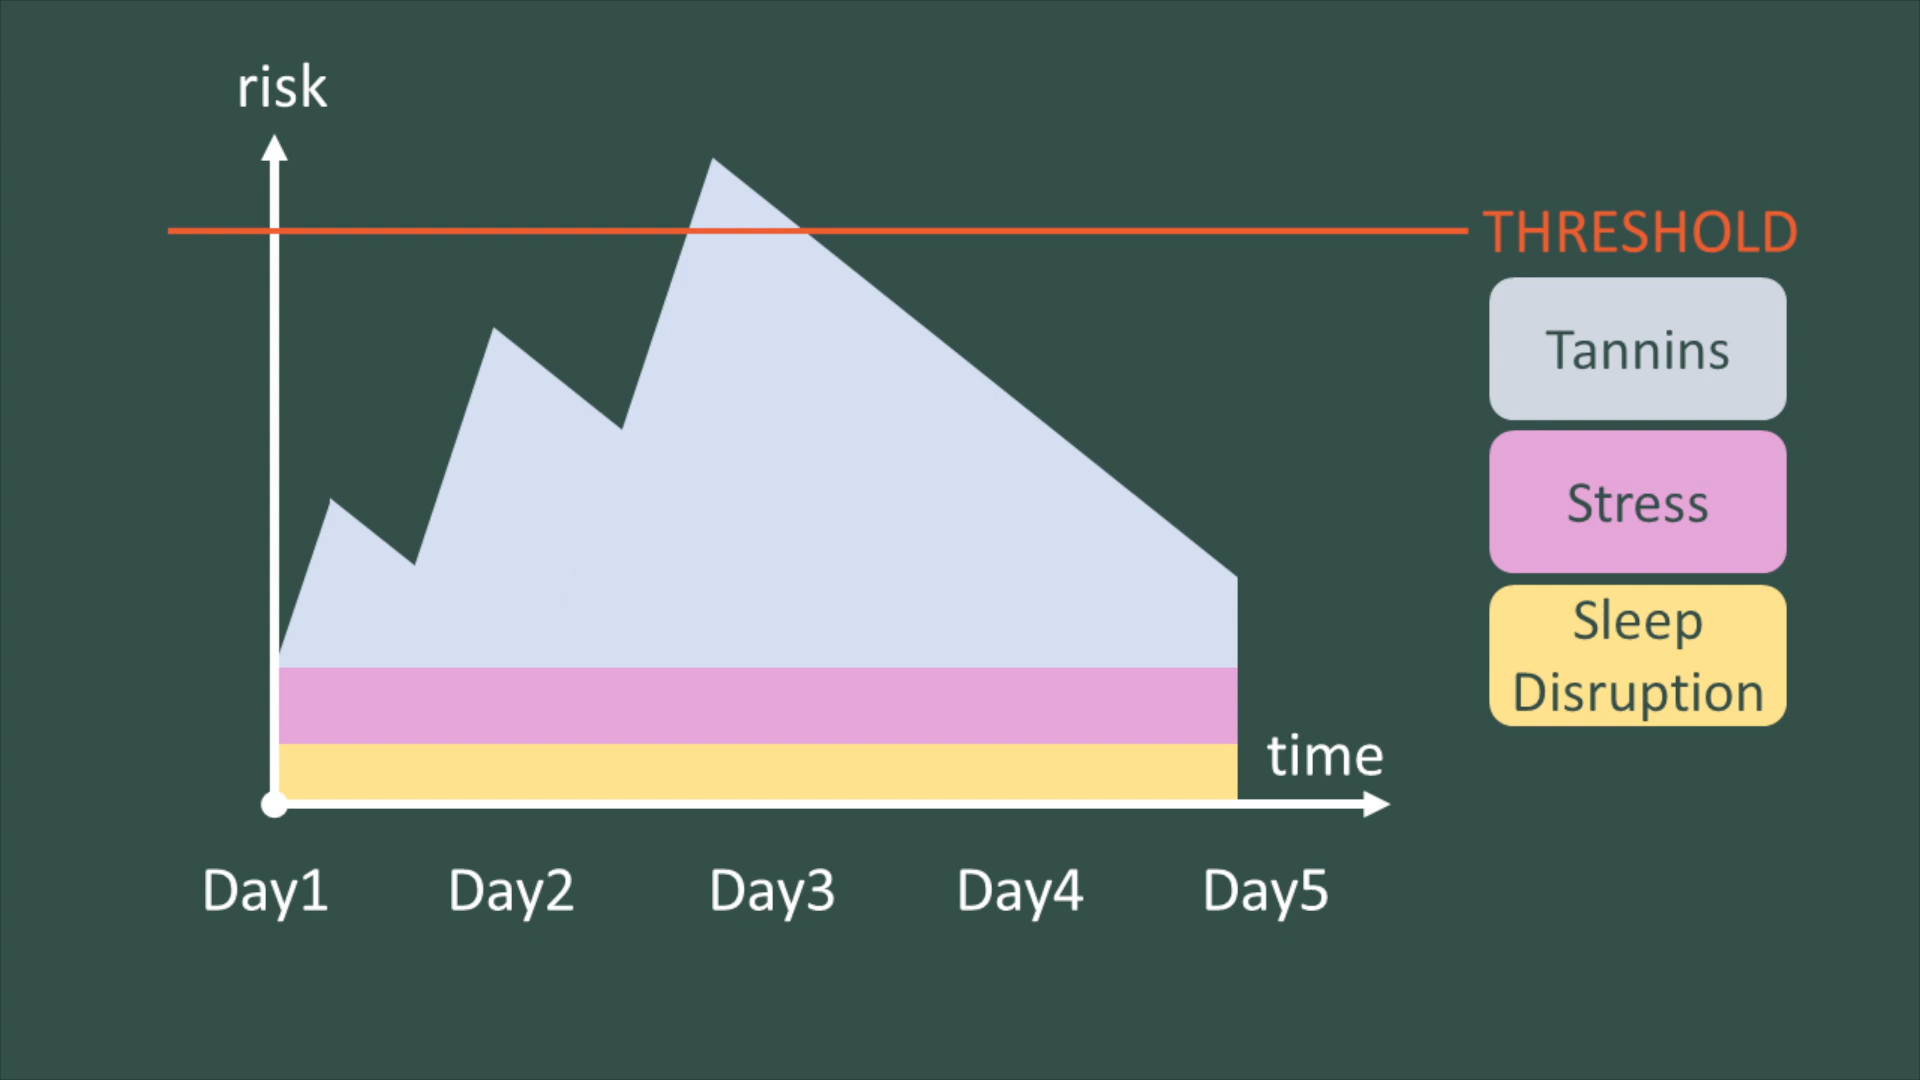 risk
THRESHOLD
Tannins
Stress
Sleep
Disruption
time
Day1
Day2
Day3
Day4
Day5